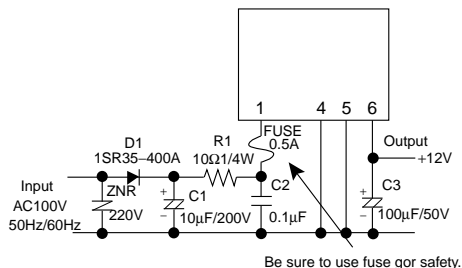 1 4 5 6
FUSE
0.5A
D1
1SR35−400A
R1
10Ω1/4W
Output
+12V
Input
AC100V
50Hz/60Hz
ZNR
220V
+
−
C1
10µF/200V
C2
0.1µF
+
−
C3
100µF/50V
Be sure to use fuse gor safety.